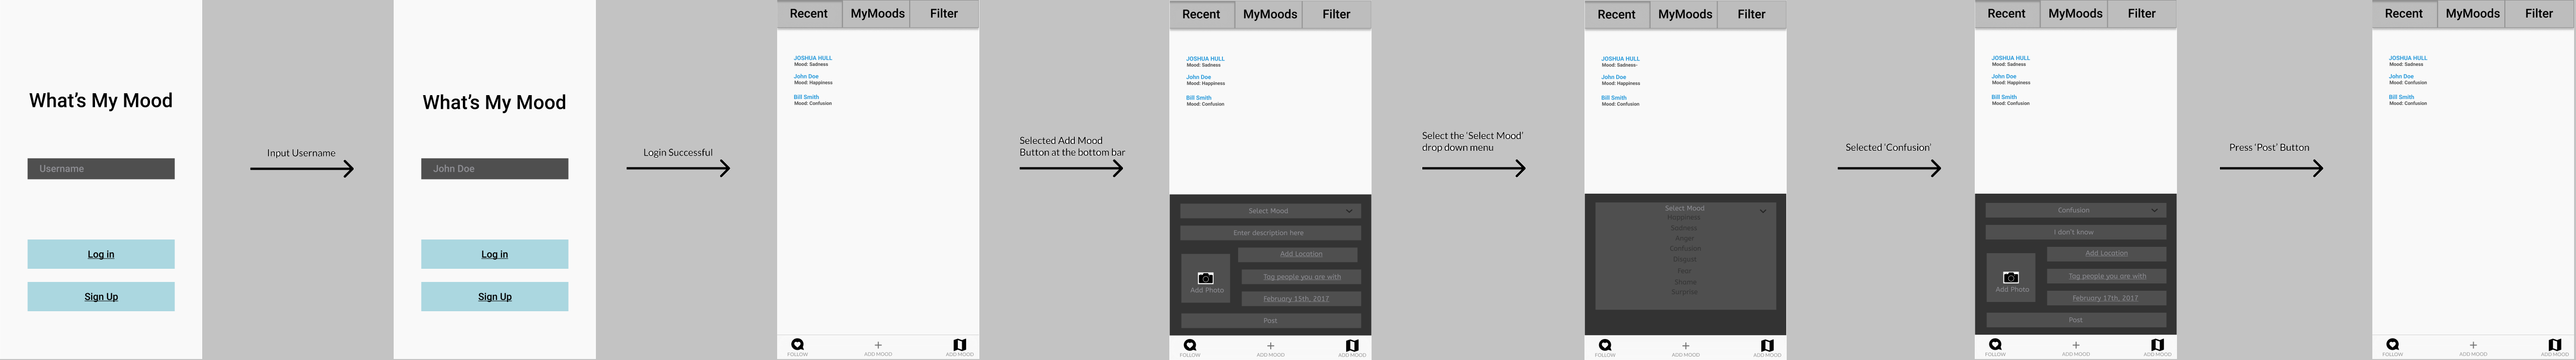 What's My Mood
Username
Log in
Sign Up
Input Username
What's My Mood
John Doe
Log in
Sign Up
Login Successful
Recent MyMoods Filter
JOSHUA HULL
Mood: Sadness
John Doe
Mood: Happiness
Bill Smith
Mood: Confusion
FOLLOW ADD MOOD ADD MOOD
Selected Add Mood
Button at the bottom bar
Recent MyMoods Filter
JOSHUA HULL
Mood: Sadness
John Doe
Mood: Happiness
Bill Smith
Mood: Confusion
Select Mood
Enter description here
Add Location
Tag people you are with
Add Photo
February 15th, 2017
Post
FOLLOW ADD MOOD ADD MOOD
Select the 'Select Mood'
drop down menu
Recent MyMoods Filter
JOSHUA HULL
Mood: Sadness
John Doe
Mood: Happiness
Bill Smith
Mood: Confusion
Select Mood
Happiness
Sadness
Anger
Confusion
Disgust
Fear
Shame
Surprise
FOLLOW ADD MOOD ADD MOOD
Selected 'Confusion'
Recent MyMoods Filter
JOSHUA HULL
Mood: Sadness
John Doe
Mood: Happiness
Bill Smith
Mood: Confusion
Confusion
I don't know
Add Location
Tag people you are with
Add Photo
February 17th, 2017
Post
FOLLOW ADD MOOD ADD MOOD
Press 'Post' Button
Recent MyMoods Filter
JOSHUA HULL
Mood: Sadness
John Doe
Mood: Confusion
Bill Smith
Mood: Confusion
FOLLOW ADD MOOD ADD MOOD